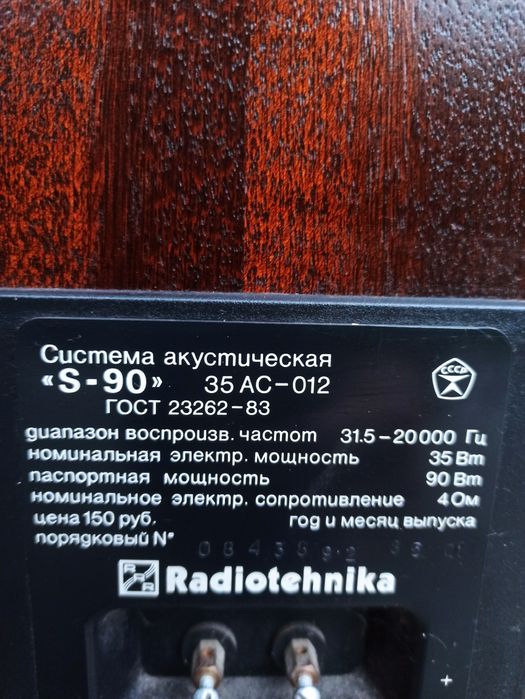 Система акустическая
«S-90» 35 АС-012
СССР
ГОСТ 23262-83
диапазон воспроизв. частот 31.5-20000 Гц
номинальная электр. мощность 35 Вт
паспортная мощность 90 Вт
номинальное электр. сопротивление 4 Ом
цена 150 руб. год и месяц выпуска
порядковый №
RRR Radiotehnika
+